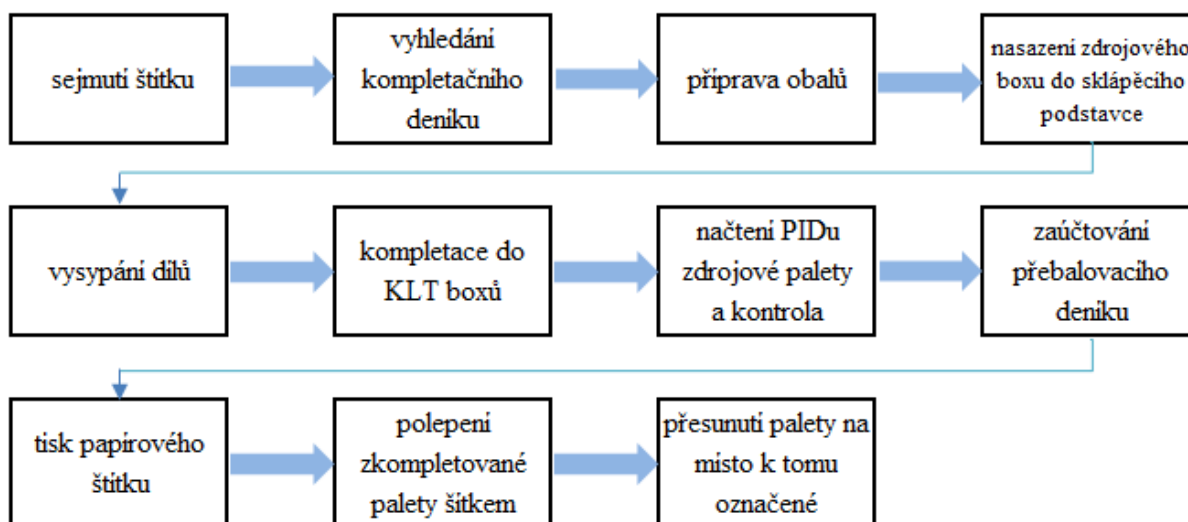 sejmutí štítku
vyhledání
kompletačního
deníku
příprava obalů
nasazení zdrojového
boxu do sklápěcího
podstavce
vysypání dílů
kompletace do
KLT boxů
načtení PIDu
zdrojové palety
a kontrola
zaúčtování
přebalovacího
deníku
tisk papírového
štítku
polepení
zkompletované
palety šítkem
přesunutí palety na
místo k tomu
označené